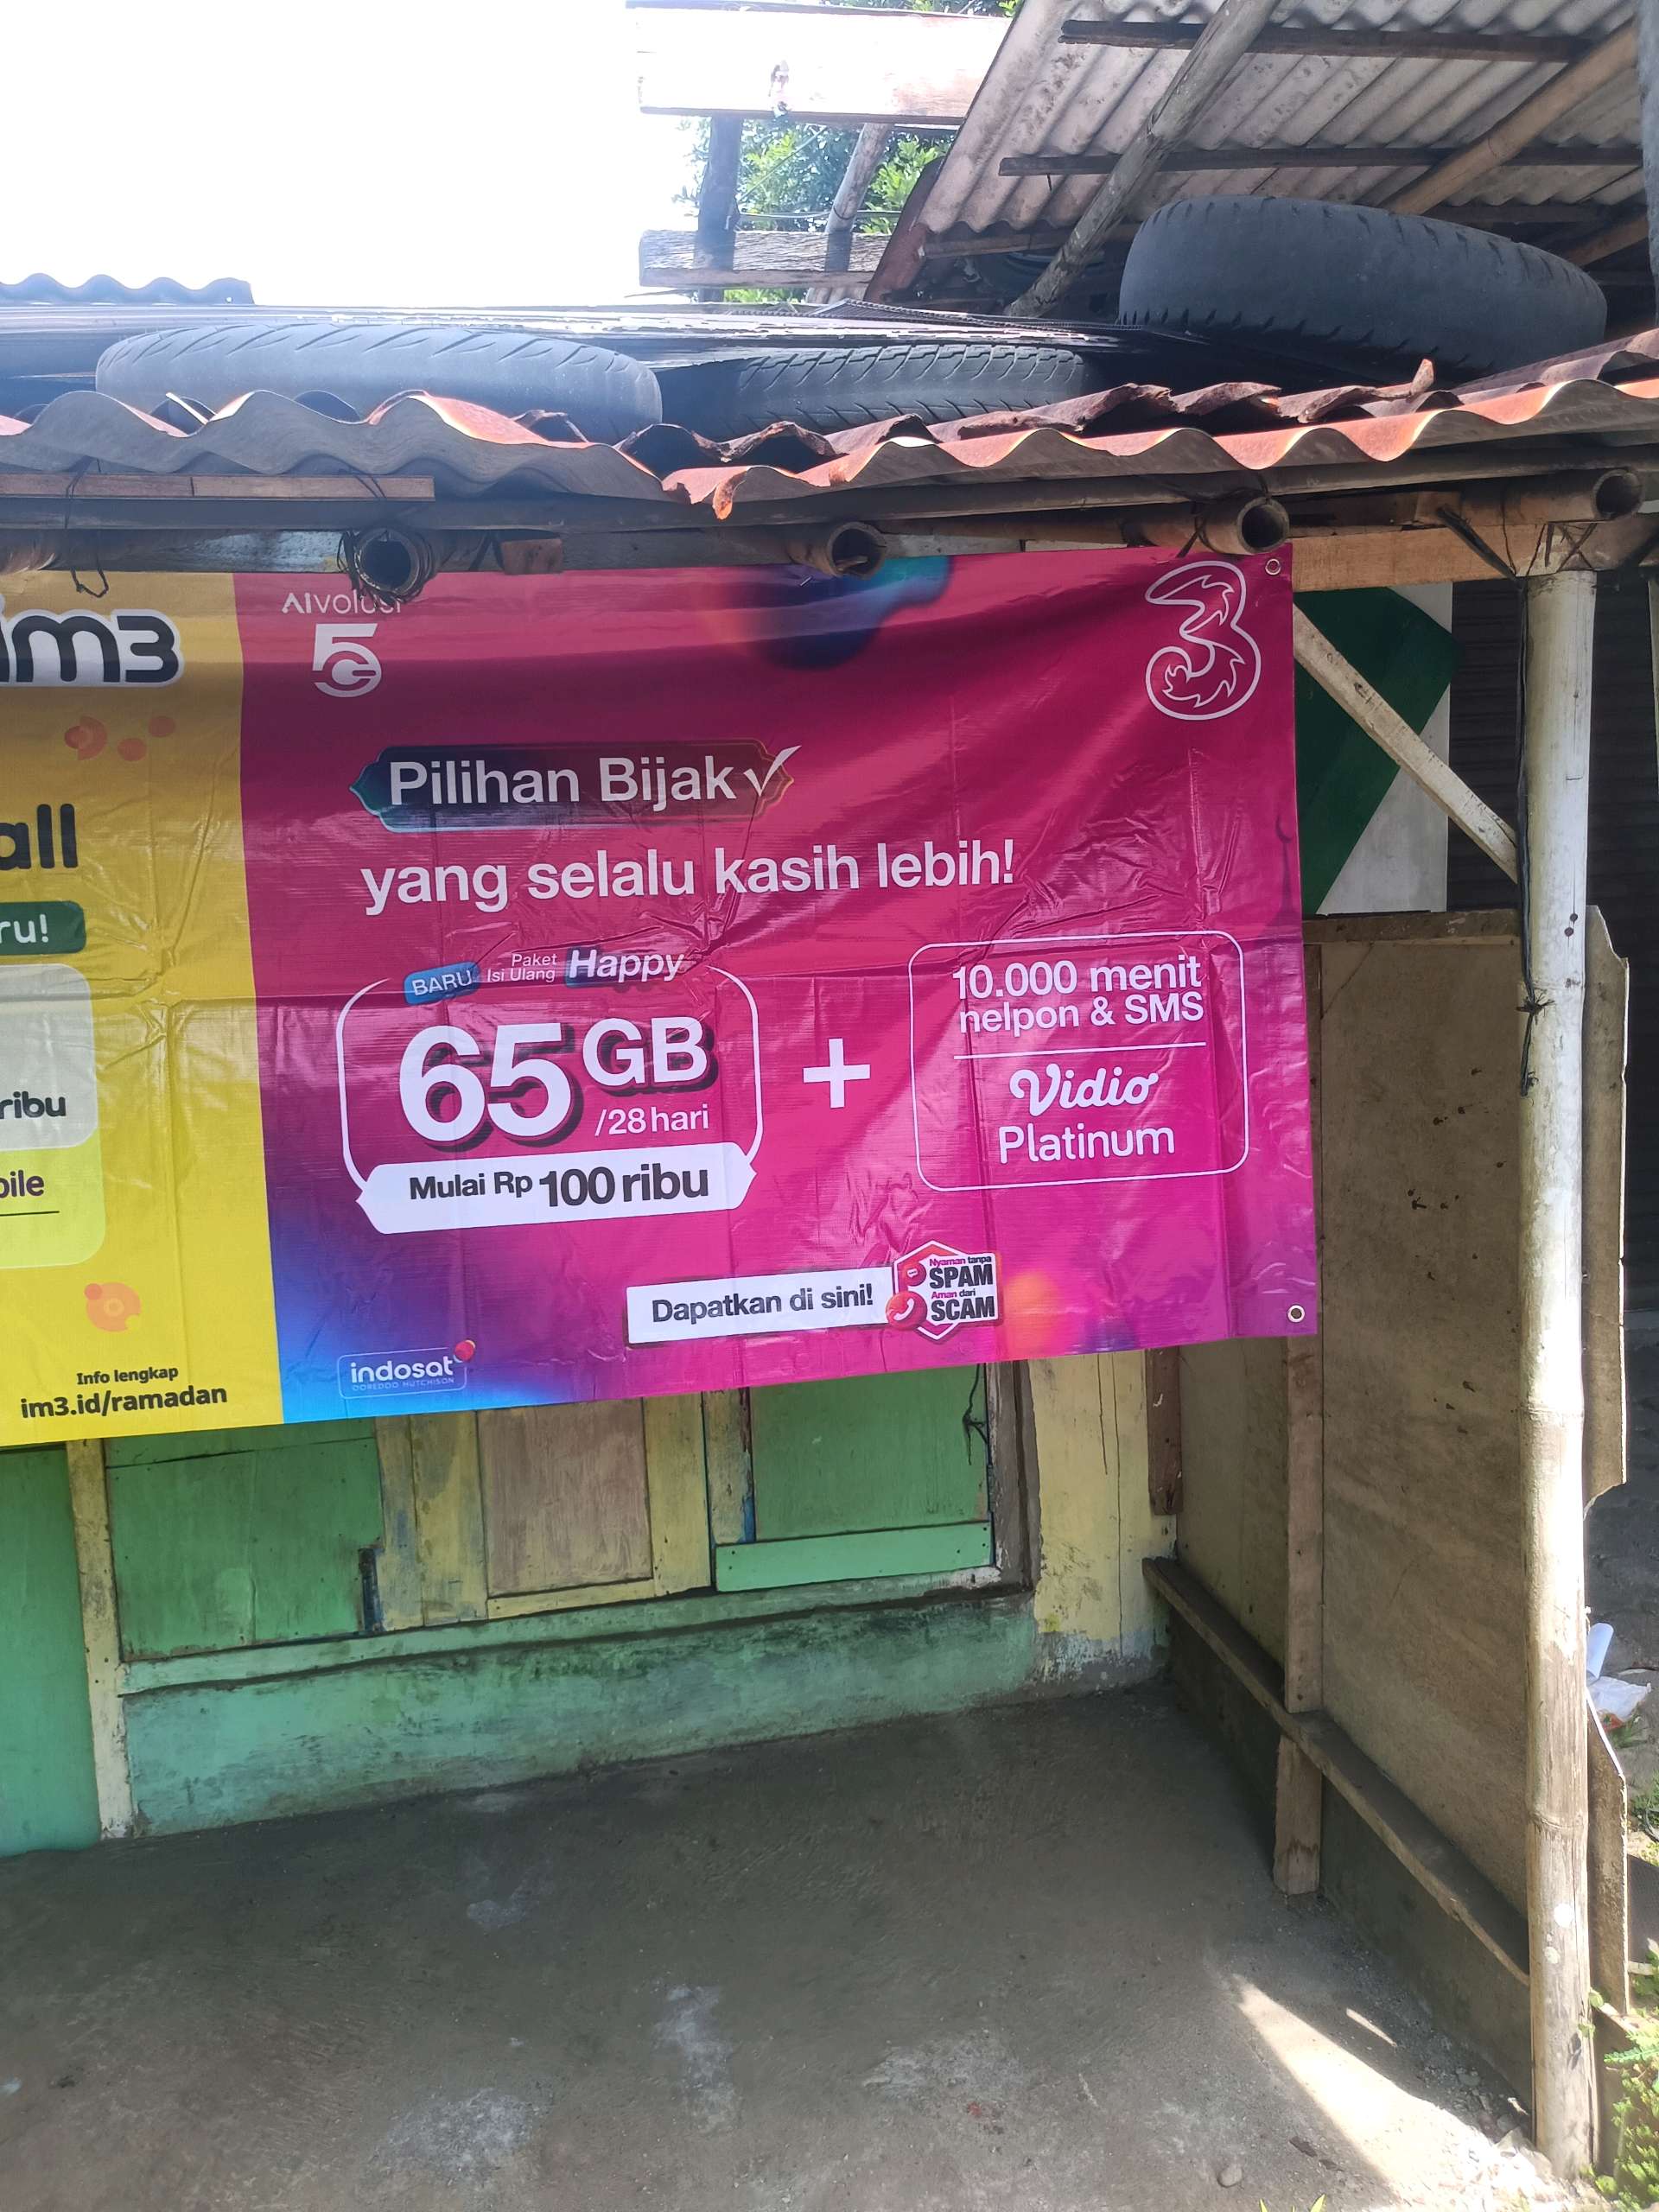 im3
all
ru!
ribu
bile
Info lengkap
im3.id/ramadan
AIvolusi
5G
3
Pilihan Bijak
yang selalu kasih lebih!
BARU Paket Isi Ulang Happy
65 GB
/28 hari
Mulai Rp 100 ribu
+
10.000 menit
nelpon & SMS
Vidio
Platinum
Dapatkan di sini!
Nyaman tanpa
SPAM
Aman dari
SCAM
indosat
OOREDOO HUTCHISON